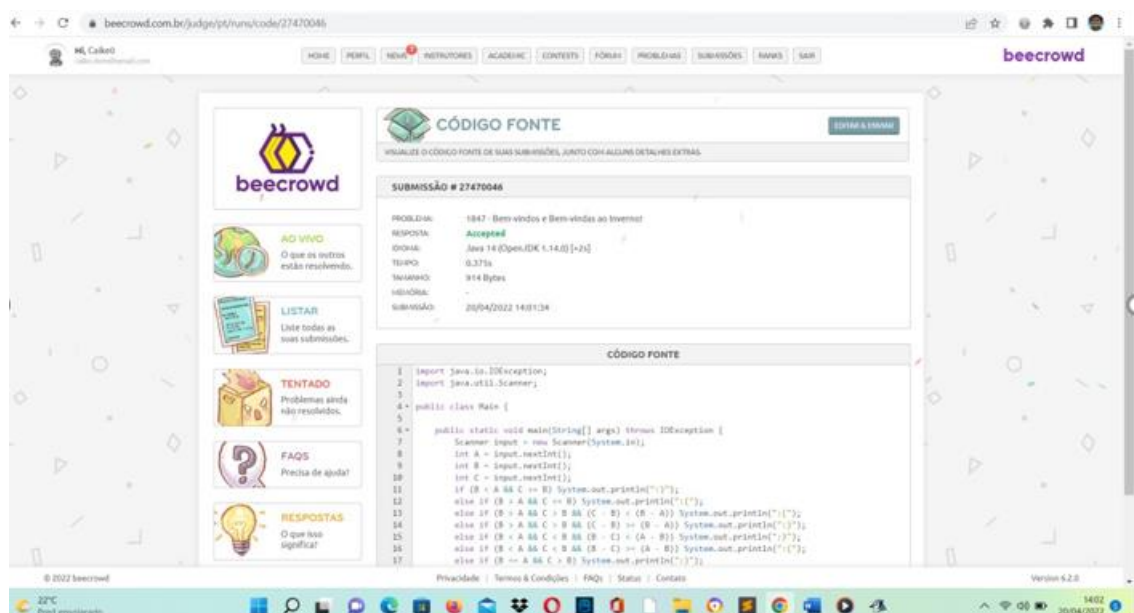 beecrowd.com.br/judge/pt/runs/code/27470046
Hi, Caike0
HOME PERFIL NEWS INSTRUTORES ACADEMIC CONTESTS FÓRUM PROBLEMAS SUBMISSÕES RANKS SAIR
beecrowd
beecrowd
AO VIVO
O que os outros
estão resolvendo.
LISTAR
Liste todas as
suas submissões.
TENTADO
Problemas ainda
não resolvidos.
FAQS
Precisa de ajuda?
RESPOSTAS
O que isso
significa?
CÓDIGO FONTE
EDITAR & ENVIAR
VISUALIZE O CÓDIGO FONTE DE SUAS SUBMISSÕES, JUNTO COM ALGUNS DETALHES EXTRAS.
SUBMISSÃO # 27470046
PROBLEMA: 1847 - Bem-vindos e Bem-vindas ao Inverno!
RESPOSTA: Accepted
IDIOMA: Java 14 (OpenJDK 1.14.0) [+2s]
TEMPO: 0.375s
TAMANHO: 914 Bytes
MEMÓRIA: -
SUBMISSÃO: 20/04/2022 14:01:34
CÓDIGO FONTE
1 import java.io.IOException;
2 import java.util.Scanner;
3
4 public class Main {
5
6 public static void main(String[] args) throws IOException {
7 Scanner input = new Scanner(System.in);
8 int A = input.nextInt();
9 int B = input.nextInt();
10 int C = input.nextInt();
11 if (B < A && C >= B) System.out.println(":)");
12 else if (B > A && C <= B) System.out.println(":(");
13 else if (B > A && C > B && (C - B) < (B - A)) System.out.println(":(");
14 else if (B > A && C > B && (C - B) >= (B - A)) System.out.println(":)");
15 else if (B < A && C < B && (B - C) < (A - B)) System.out.println(":)");
16 else if (B < A && C < B && (B - C) >= (A - B)) System.out.println(":(");
17 else if (B == A && C > B) System.out.println(":)");
© 2022 beecrowd
Privacidade | Termos & Condições | FAQs | Status | Contato
Version 6.2.0
22°C
14:02
20/04/2022